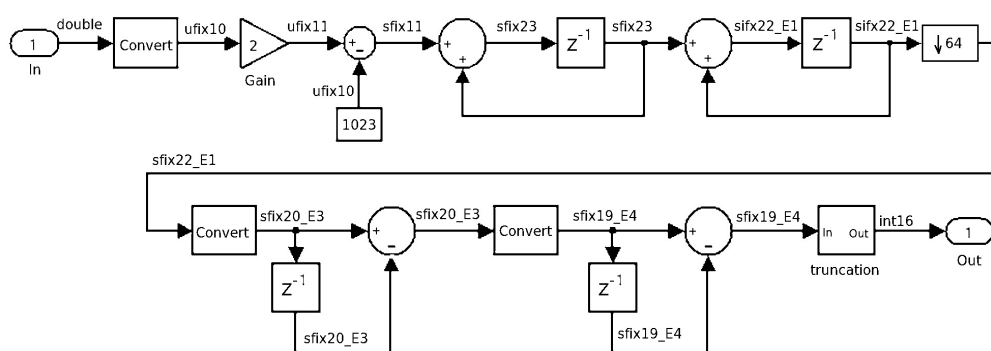 double
ufix10
ufix11
sfix11
sfix23
sfix23
sifx22_E1
sifx22_E1
1
Convert
2
+
−
+
+
Z⁻¹
+
+
Z⁻¹
↓64
In
Gain
ufix10
1023
sfix22_E1
Convert
sfix20_E3
+
−
sfix20_E3
Convert
sfix19_E4
+
−
sfix19_E4
In Out
int16
1
truncation
Out
Z⁻¹
Z⁻¹
sfix20_E3
sfix19_E4